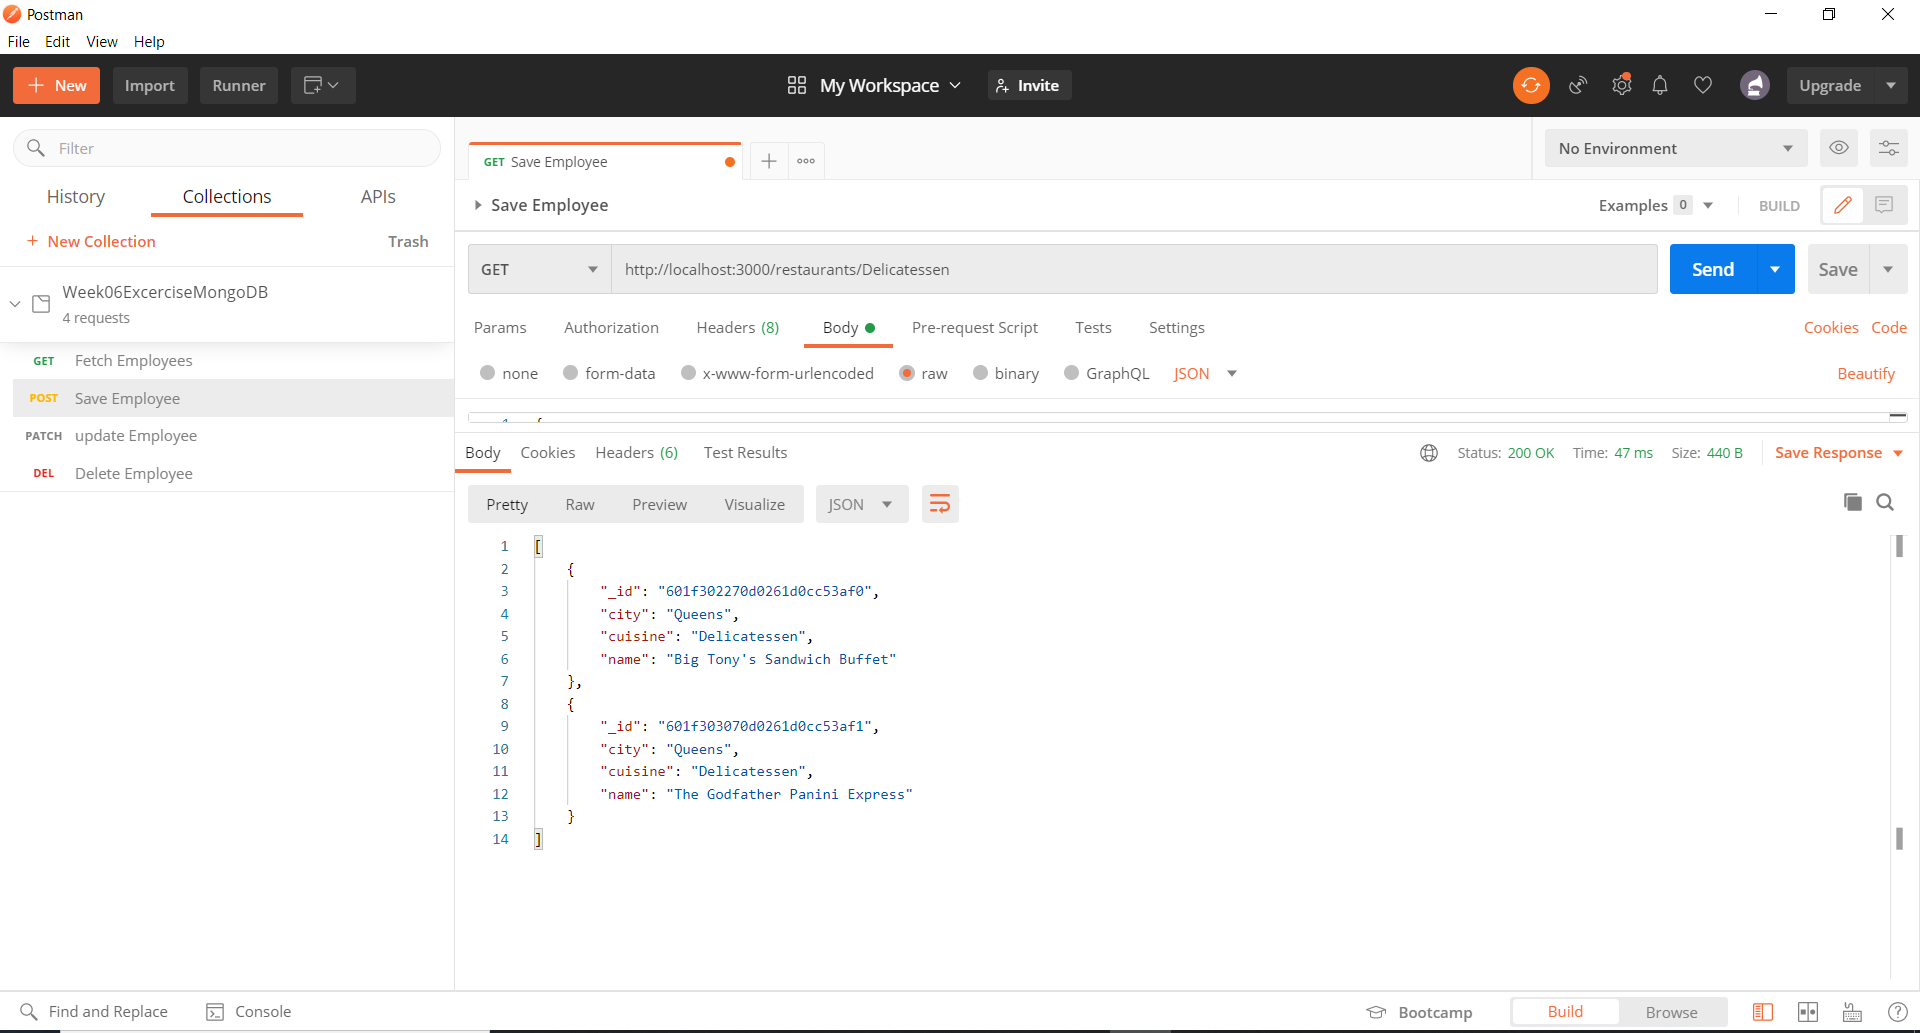 Postman
File Edit View Help
New Import Runner My Workspace Invite Upgrade
Filter
History Collections APIs
+ New Collection Trash
Week06ExcerciseMongoDB
4 requests
GET Fetch Employees
POST Save Employee
PATCH update Employee
DEL Delete Employee
GET Save Employee
No Environment
Save Employee
Examples 0 BUILD
GET http://localhost:3000/restaurants/Delicatessen Send Save
Params Authorization Headers (8) Body Pre-request Script Tests Settings Cookies Code
none form-data x-www-form-urlencoded raw binary GraphQL JSON Beautify
Body Cookies Headers (6) Test Results Status: 200 OK Time: 47 ms Size: 440 B Save Response
Pretty Raw Preview Visualize JSON
1 [
2 {
3 "_id": "601f302270d0261d0cc53af0",
4 "city": "Queens",
5 "cuisine": "Delicatessen",
6 "name": "Big Tony's Sandwich Buffet"
7 },
8 {
9 "_id": "601f303070d0261d0cc53af1",
10 "city": "Queens",
11 "cuisine": "Delicatessen",
12 "name": "The Godfather Panini Express"
13 }
14 ]
Find and Replace Console Bootcamp Build Browse